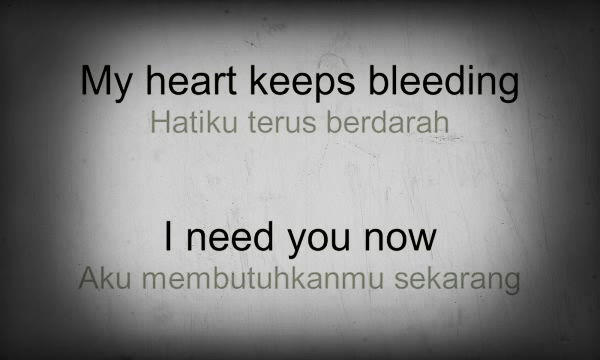 My heart keeps bleeding
Hatiku terus berdarah
I need you now
Aku membutuhkanmu sekarang